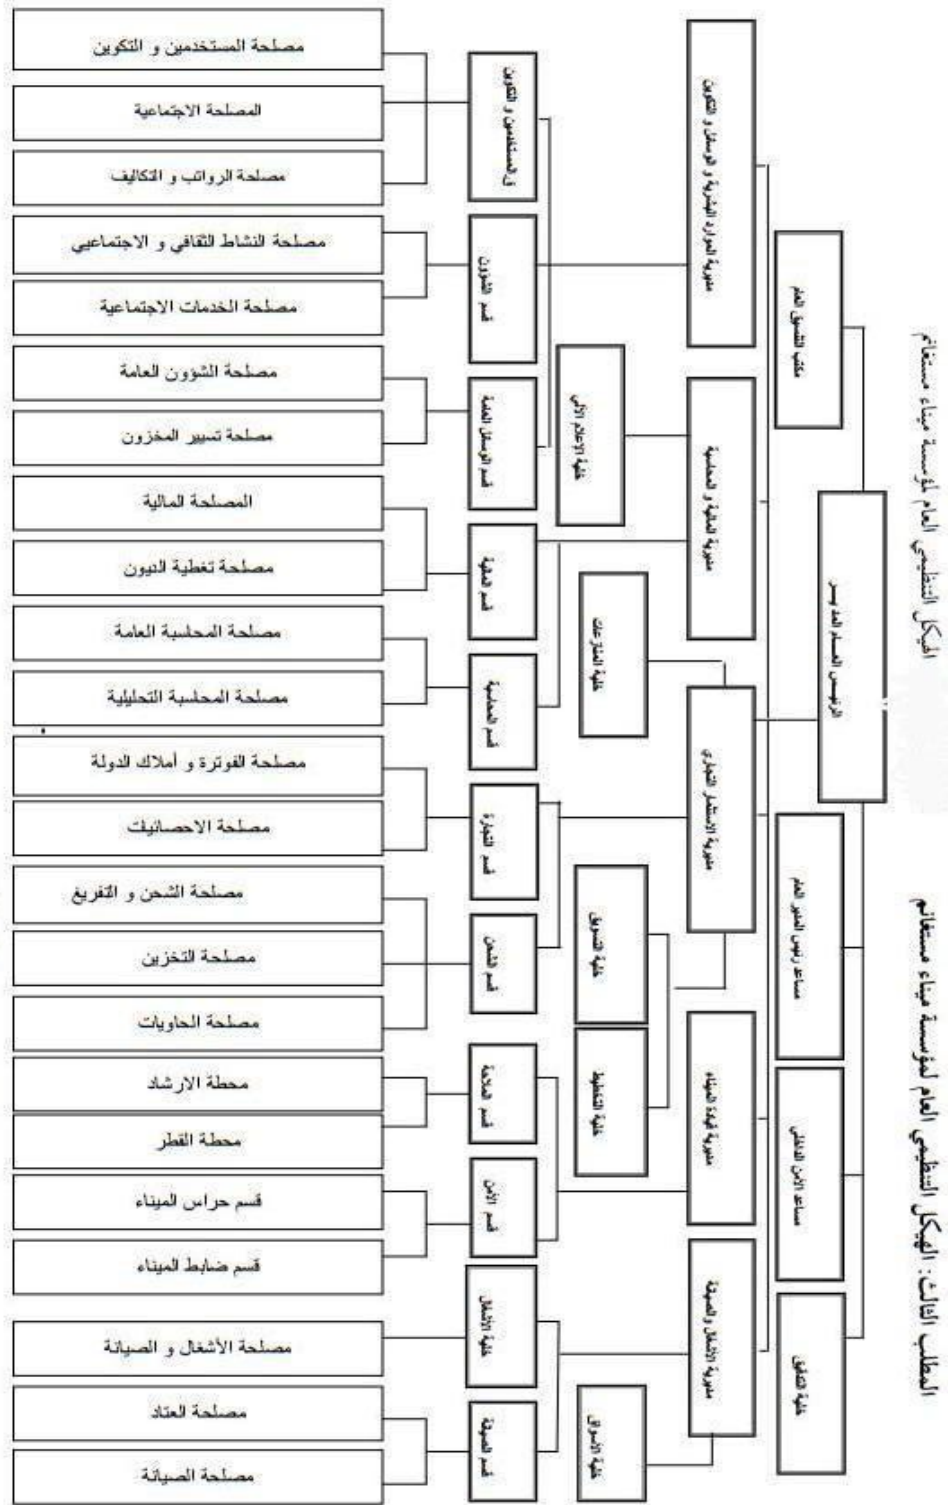 المطلب الثالث: الهيكل التنظيمي العام لمؤسسة ميناء مستغانم
الهيكل التنظيمي العام لمؤسسة ميناء مستغانم
الرئيس العام المدير
مكتب التنسيق العام
مساعد رئيس المدير العام
مساعد الأمن الداخلي
خلية التدقيق
مديرية الموارد البشرية و الوسائل و التكوين
مديرية المالية و المحاسبة
مديرية الاستثمار التجاري
مديرية قيادة الميناء
مديرية الأشغال والصيانة
خلية الإعلام الآلي
خلية المنازعات
خلية التسويق
خلية التخطيط
خلية الأسواق
ق.المستخدمين و التكوين
قسم الشؤون
قسم الوسائل العامة
قسم المالية
قسم المحاسبة
قسم التجارة
قسم الشحن
قسم الملاحة
قسم الأمن
خلية الأشغال
قسم الصيانة
مصلحة المستخدمين و التكوين
المصلحة الاجتماعية
مصلحة الرواتب و التكاليف
مصلحة النشاط الثقافي و الاجتماعيي
مصلحة الخدمات الاجتماعية
مصلحة الشؤون العامة
مصلحة تسيير المخزون
المصلحة المالية
مصلحة تغطية الديون
مصلحة المحاسبة العامة
مصلحة المحاسبة التحليلية
مصلحة الفوترة و أملاك الدولة
مصلحة الاحصائيات
مصلحة الشحن و التفريغ
مصلحة التخزين
مصلحة الحاويات
محطة الارشاد
محطة القطر
قسم حراس الميناء
قسم ضابط الميناء
مصلحة الأشغال و الصيانة
مصلحة العتاد
مصلحة الصيانة